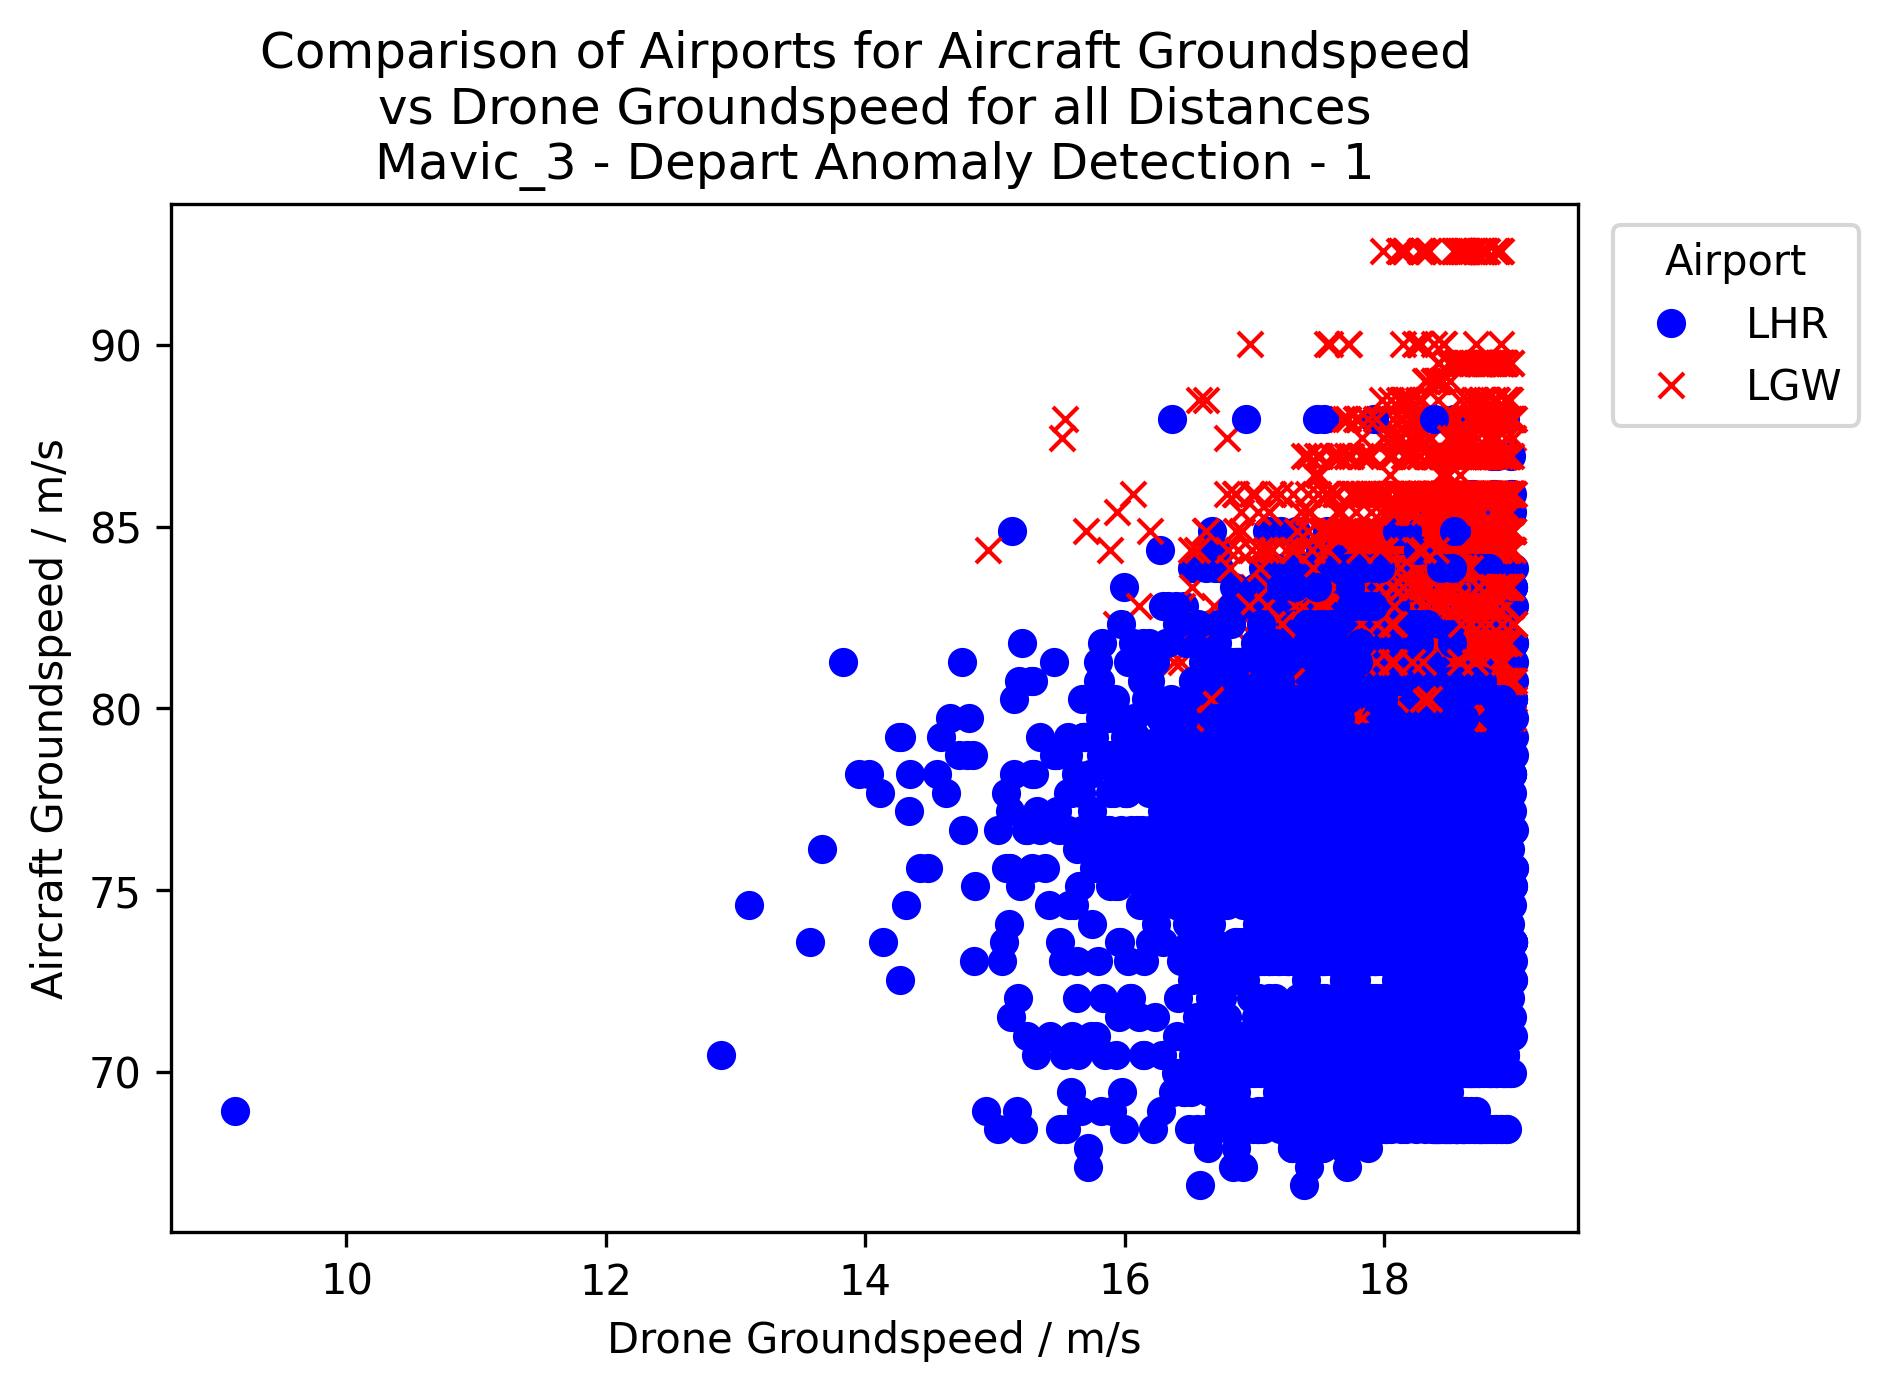 Comparison of Airports for Aircraft Groundspeed
vs Drone Groundspeed for all Distances
Mavic_3 - Depart Anomaly Detection - 1
Airport
LHR
LGW
Aircraft Groundspeed / m/s
90
85
80
75
70
10
12
14
16
18
Drone Groundspeed / m/s